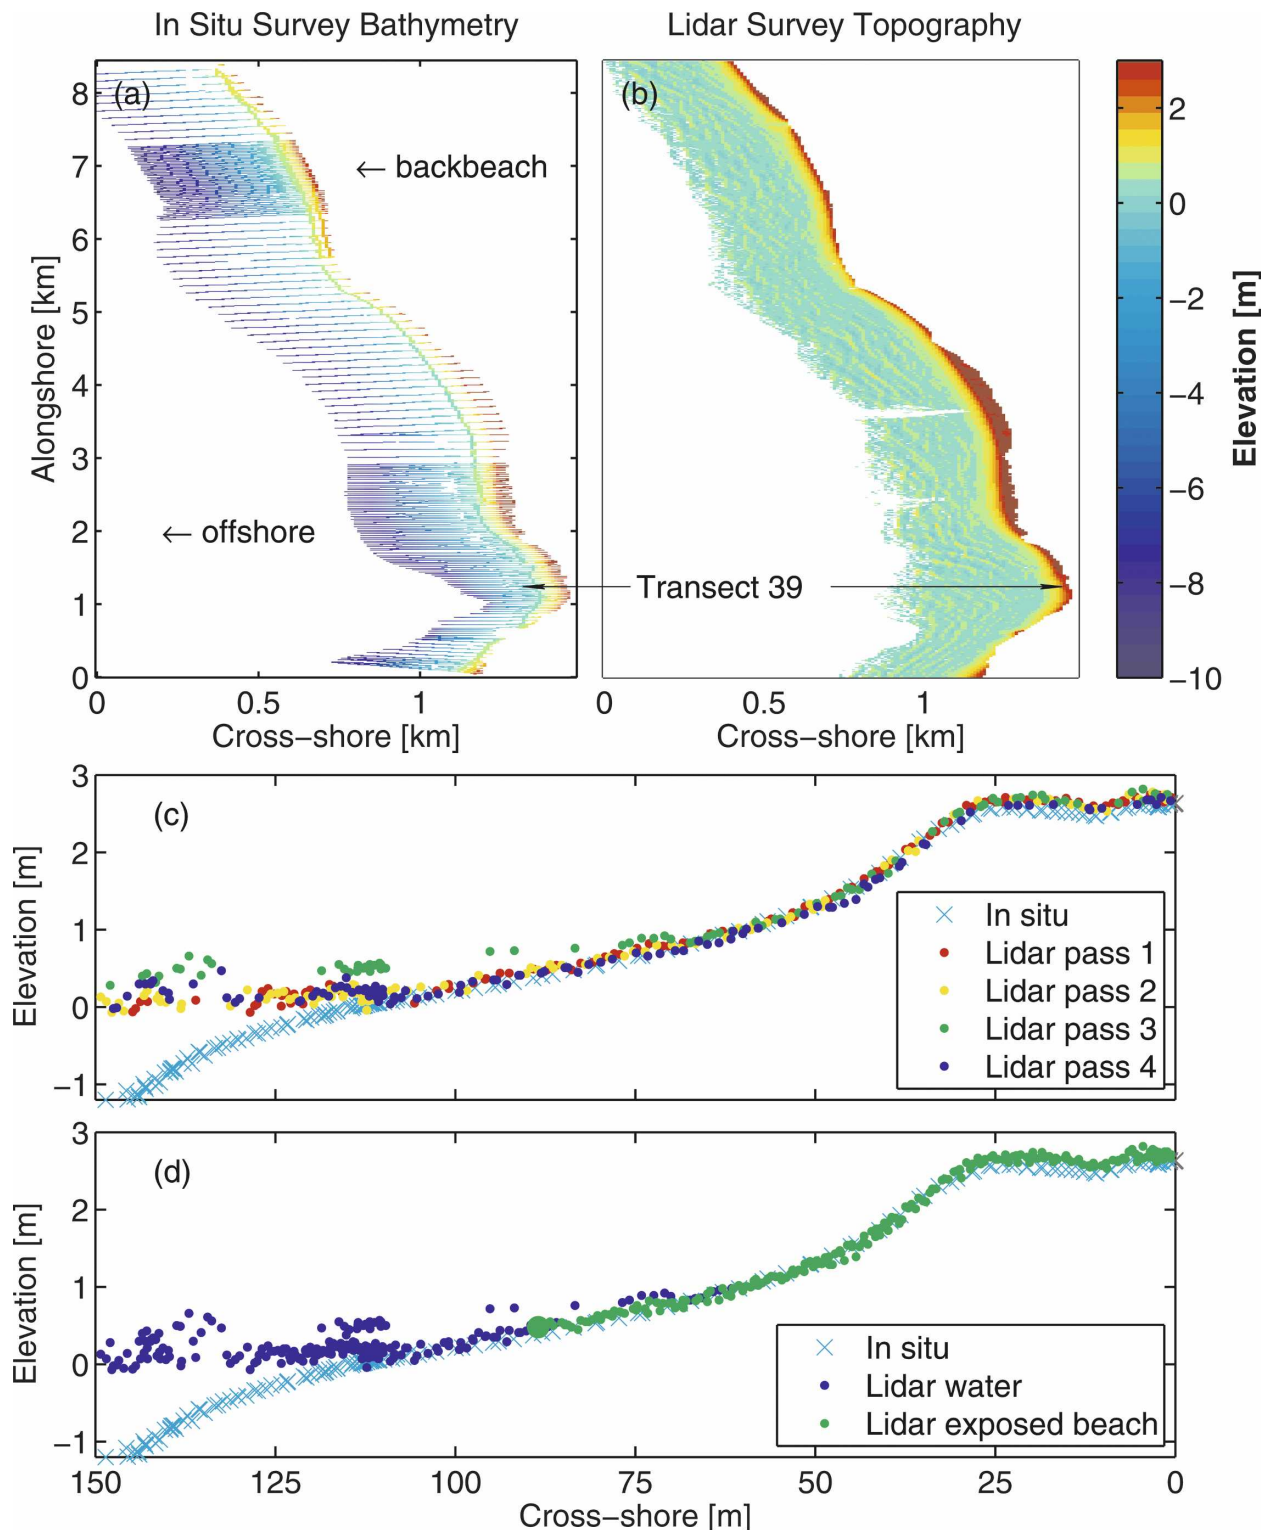 In Situ Survey Bathymetry
Lidar Survey Topography
(a)
(b)
8
7
6
5
4
3
2
1
0
Alongshore [km]
← backbeach
← offshore
Transect 39
0 0.5 1
Cross-shore [km]
0 0.5 1
Cross-shore [km]
2
0
−2
−4
−6
−8
−10
Elevation [m]
(c)
3
2
1
0
−1
Elevation [m]
In situ
Lidar pass 1
Lidar pass 2
Lidar pass 3
Lidar pass 4
(d)
3
2
1
0
−1
Elevation [m]
In situ
Lidar water
Lidar exposed beach
150 125 100 75 50 25 0
Cross-shore [m]